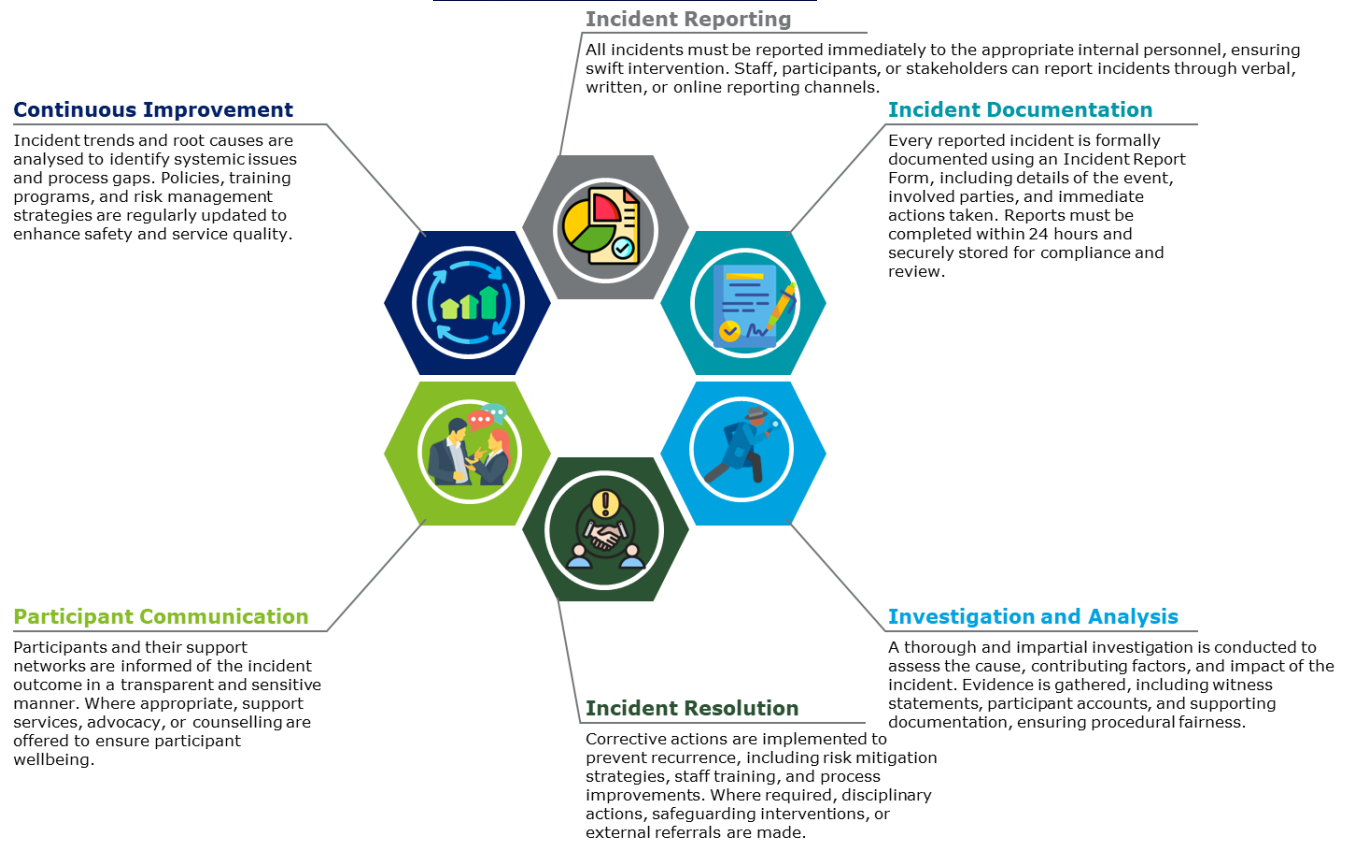 Incident Reporting
All incidents must be reported immediately to the appropriate internal personnel, ensuring
swift intervention. Staff, participants, or stakeholders can report incidents through verbal,
written, or online reporting channels.
Incident Documentation
Every reported incident is formally
documented using an Incident Report
Form, including details of the event,
involved parties, and immediate
actions taken. Reports must be
completed within 24 hours and
securely stored for compliance and
review.
Investigation and Analysis
A thorough and impartial investigation is conducted to
assess the cause, contributing factors, and impact of the
incident. Evidence is gathered, including witness
statements, participant accounts, and supporting
documentation, ensuring procedural fairness.
Incident Resolution
Corrective actions are implemented to
prevent recurrence, including risk mitigation
strategies, staff training, and process
improvements. Where required, disciplinary
actions, safeguarding interventions, or
external referrals are made.
Participant Communication
Participants and their support
networks are informed of the incident
outcome in a transparent and sensitive
manner. Where appropriate, support
services, advocacy, or counselling are
offered to ensure participant
wellbeing.
Continuous Improvement
Incident trends and root causes are
analysed to identify systemic issues
and process gaps. Policies, training
programs, and risk management
strategies are regularly updated to
enhance safety and service quality.